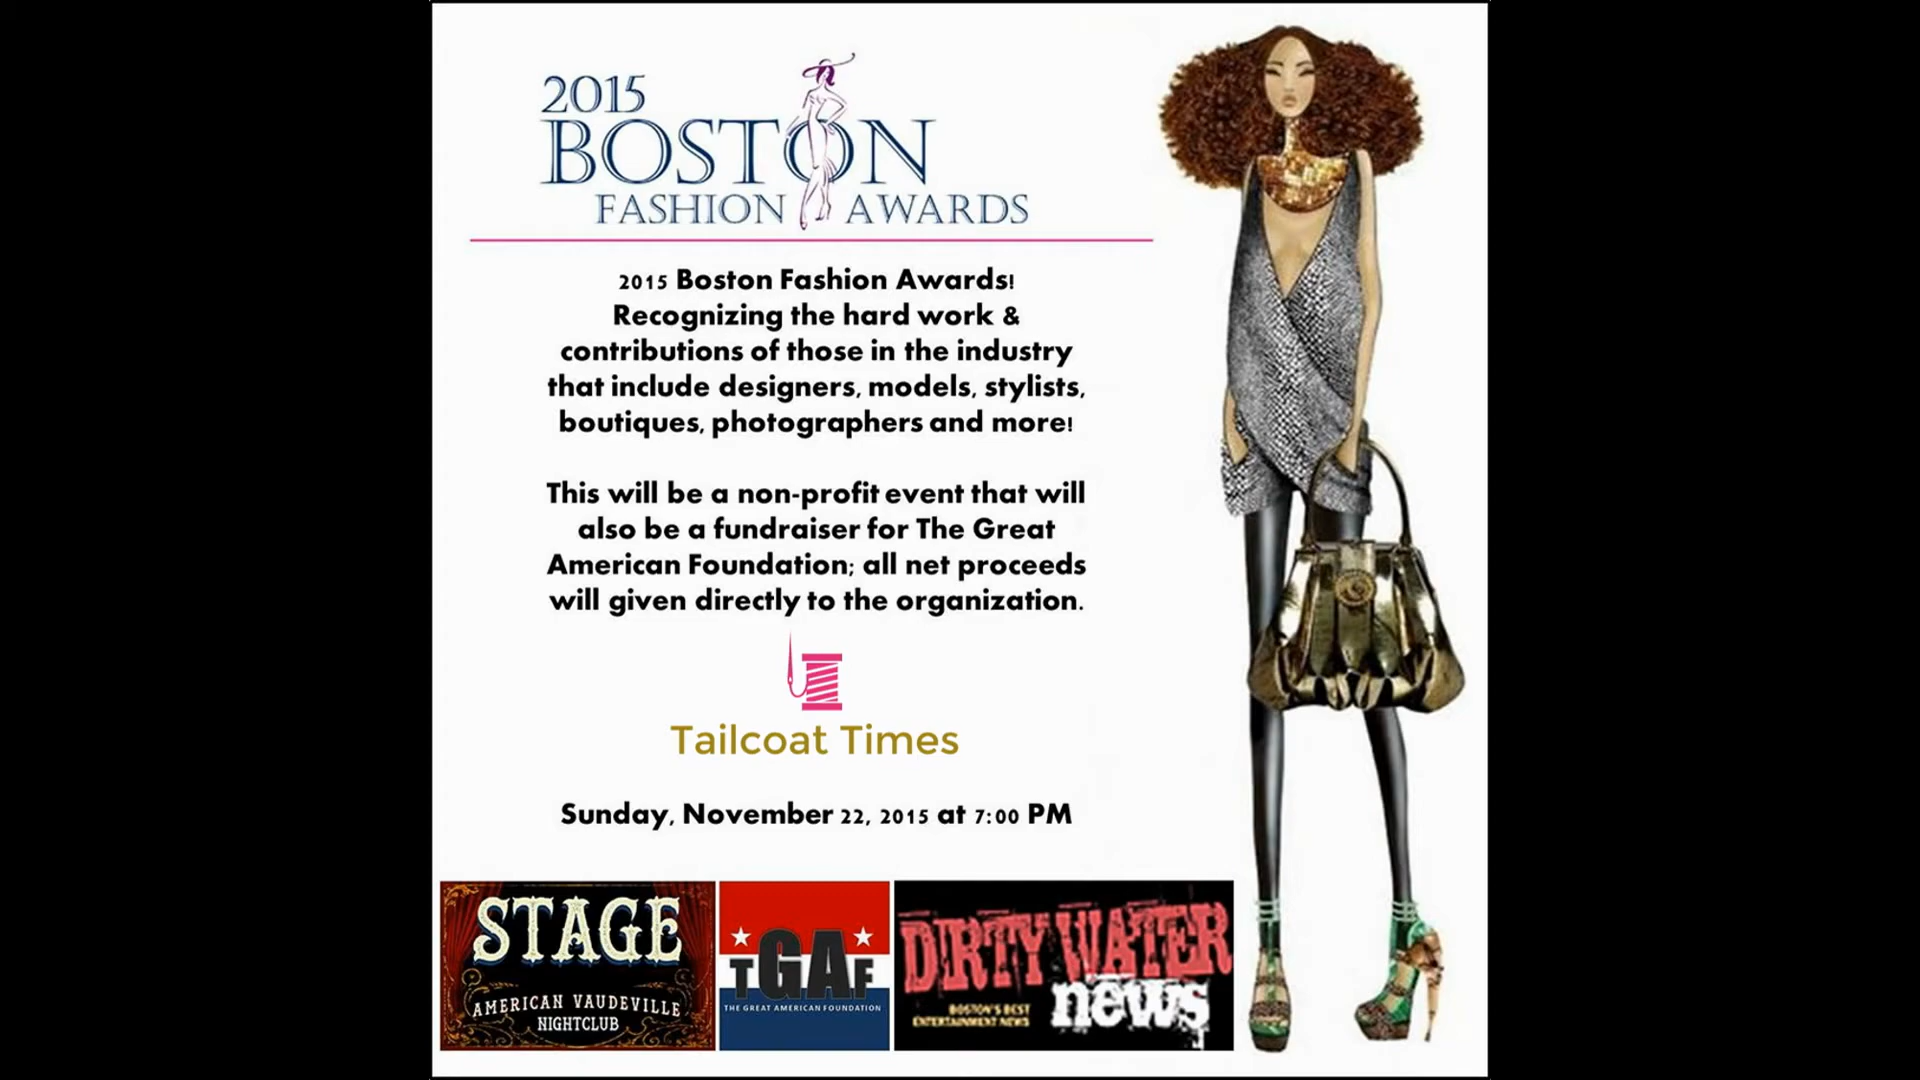 2015
BOSTON
FASHION AWARDS
2015 Boston Fashion Awards!
Recognizing the hard work &
contributions of those in the industry
that include designers, models, stylists,
boutiques, photographers and more!
This will be a non-profit event that will
also be a fundraiser for The Great
American Foundation; all net proceeds
will given directly to the organization.
Tailcoat Times
Sunday, November 22, 2015 at 7:00 PM
STAGE
AMERICAN VAUDEVILLE
NIGHTCLUB
TGAF
THE GREAT AMERICAN FOUNDATION
DIRTY WATER
news
BOSTON'S BEST
ENTERTAINMENT NEWS